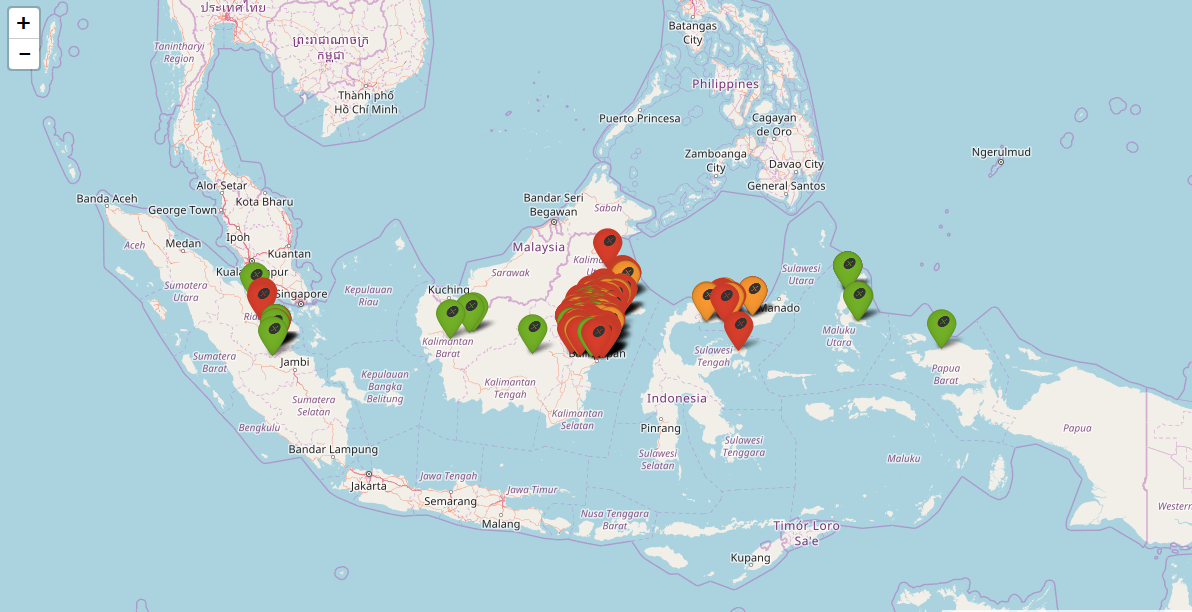 +
−
ประเทศไทย
Tanintharyi
Region
ព្រះរាជាណាចក្រ
កម្ពុជា
Thành phố
Hồ Chí Minh
Batangas
City
Philippines
Puerto Princesa
Cagayan
de Oro
Zamboanga
City
Davao City
General Santos
Ngerulmud
Banda Aceh
Alor Setar
Kota Bharu
George Town
Ipoh
Kuantan
Aceh
Medan
Sumatera
Utara
Singapore
Kepulauan
Riau
Bandar Seri
Begawan
Sabah
Malaysia
Sarawak
Kuching
Kalimantan
Barat
Sulawesi
Utara
Manado
Maluku
Utara
Sumatera
Barat
Jambi
Kepulauan
Bangka
Belitung
Sumatera
Selatan
Bengkulu
Kalimantan
Tengah
Kalimantan
Selatan
Sulawesi
Tengah
Indonesia
Pinrang
Sulawesi
Selatan
Sulawesi
Tenggara
Papua
Barat
Papua
Maluku
Bandar Lampung
Jakarta
Jawa Tengah
Semarang
Jawa Timur
Malang
Nusa Tenggara
Barat
Timór Loro
Sa'e
Kupang
Western